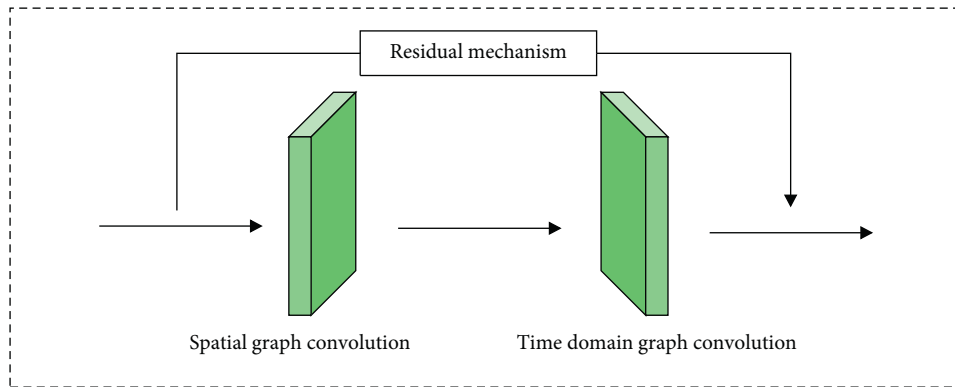 Residual mechanism
Spatial graph convolution
Time domain graph convolution